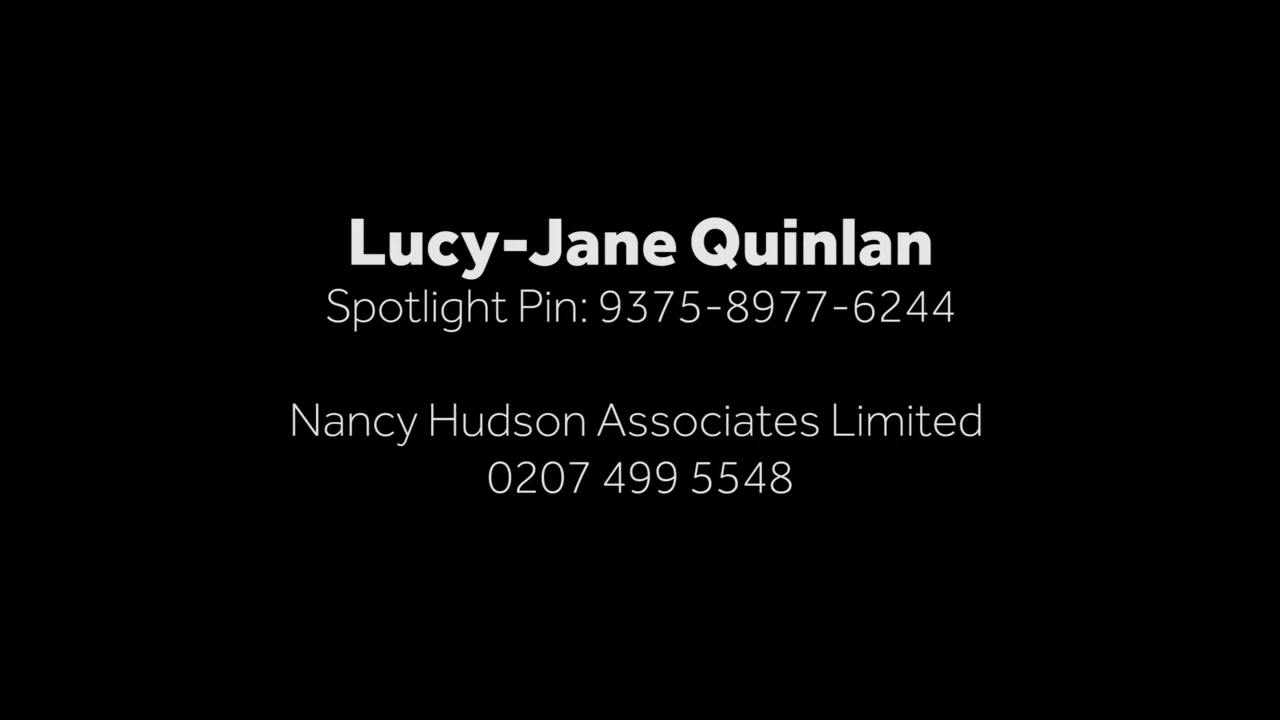 Lucy-Jane Quinlan
Spotlight Pin: 9375-8977-6244
Nancy Hudson Associates Limited
0207 499 5548